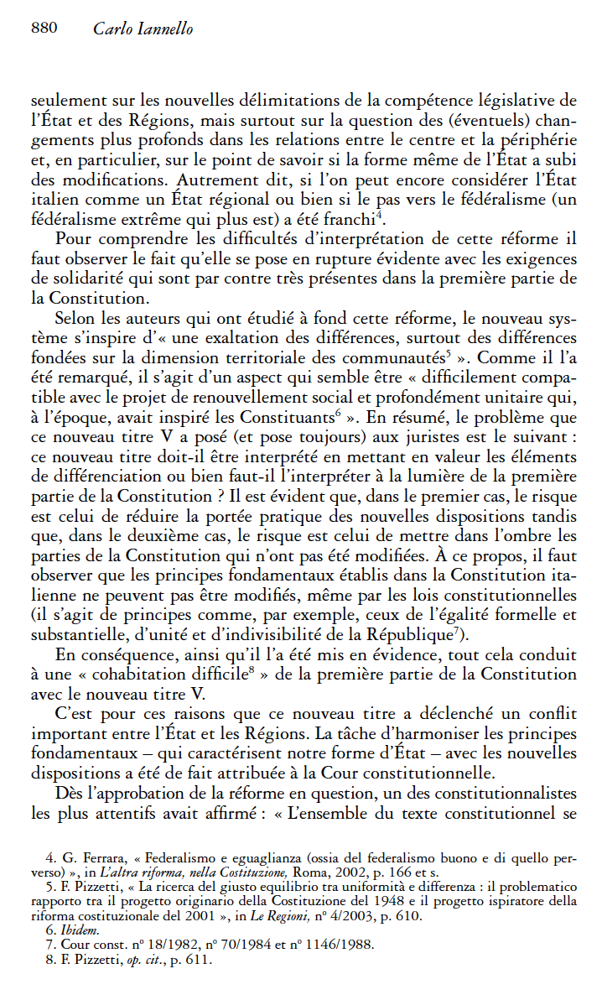 880 Carlo Iannello
seulement sur les nouvelles délimitations de la compétence législative de
l’État et des Régions, mais surtout sur la question des (éventuels) chan-
gements plus profonds dans les relations entre le centre et la périphérie
et, en particulier, sur le point de savoir si la forme même de l’État a subi
des modifications. Autrement dit, si l’on peut encore considérer l’État
italien comme un État régional ou bien si le pas vers le fédéralisme (un
fédéralisme extrême qui plus est) a été franchi⁴.
Pour comprendre les difficultés d’interprétation de cette réforme il
faut observer le fait qu’elle se pose en rupture évidente avec les exigences
de solidarité qui sont par contre très présentes dans la première partie de
la Constitution.
Selon les auteurs qui ont étudié à fond cette réforme, le nouveau sys-
tème s’inspire d’« une exaltation des différences, surtout des différences
fondées sur la dimension territoriale des communautés⁵ ». Comme il l’a
été remarqué, il s’agit d’un aspect qui semble être « difficilement compa-
tible avec le projet de renouvellement social et profondément unitaire qui,
à l’époque, avait inspiré les Constituants⁶ ». En résumé, le problème que
ce nouveau titre V a posé (et pose toujours) aux juristes est le suivant :
ce nouveau titre doit-il être interprété en mettant en valeur les éléments
de différenciation ou bien faut-il l’interpréter à la lumière de la première
partie de la Constitution ? Il est évident que, dans le premier cas, le risque
est celui de réduire la portée pratique des nouvelles dispositions tandis
que, dans le deuxième cas, le risque est celui de mettre dans l’ombre les
parties de la Constitution qui n’ont pas été modifiées. À ce propos, il faut
observer que les principes fondamentaux établis dans la Constitution ita-
lienne ne peuvent pas être modifiés, même par les lois constitutionnelles
(il s’agit de principes comme, par exemple, ceux de l’égalité formelle et
substantielle, d’unité et d’indivisibilité de la République⁷).
En conséquence, ainsi qu’il l’a été mis en évidence, tout cela conduit
à une « cohabitation difficile⁸ » de la première partie de la Constitution
avec le nouveau titre V.
C’est pour ces raisons que ce nouveau titre a déclenché un conflit
important entre l’État et les Régions. La tâche d’harmoniser les principes
fondamentaux – qui caractérisent notre forme d’État – avec les nouvelles
dispositions a été de fait attribuée à la Cour constitutionnelle.
Dès l’approbation de la réforme en question, un des constitutionnalistes
les plus attentifs avait affirmé : « L’ensemble du texte constitutionnel se
4. G. Ferrara, « Federalismo e eguaglianza (ossia del federalismo buono e di quello per-
verso) », in L’altra riforma, nella Costituzione, Roma, 2002, p. 166 et s.
5. F. Pizzetti, « La ricerca del giusto equilibrio tra uniformità e differenza : il problematico
rapporto tra il progetto originario della Costituzione del 1948 e il progetto ispiratore della
riforma costituzionale del 2001 », in Le Regioni, nº 4/2003, p. 610.
6. Ibidem.
7. Cour const. nº 18/1982, nº 70/1984 et nº 1146/1988.
8. F. Pizzetti, op. cit., p. 611.